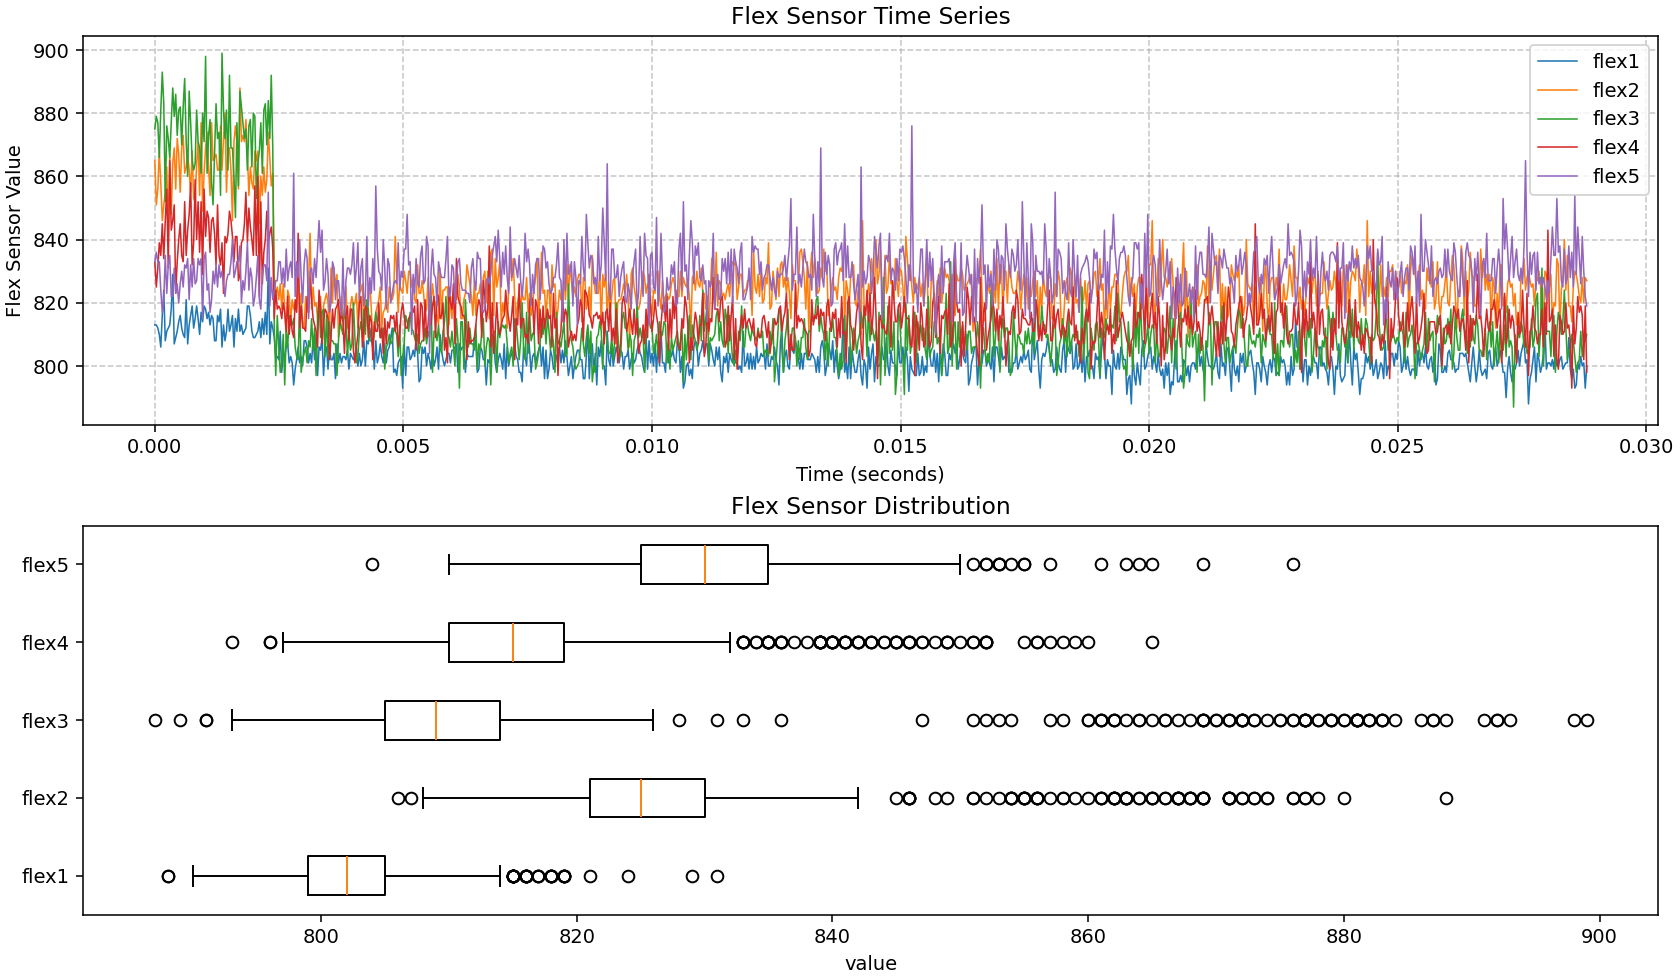 Flex Sensor Time Series
Flex Sensor Value
900
880
860
840
820
800
flex1
flex2
flex3
flex4
flex5
0.000 0.005 0.010 0.015 0.020 0.025 0.030
Time (seconds)
Flex Sensor Distribution
flex5
flex4
flex3
flex2
flex1
800 820 840 860 880 900
value